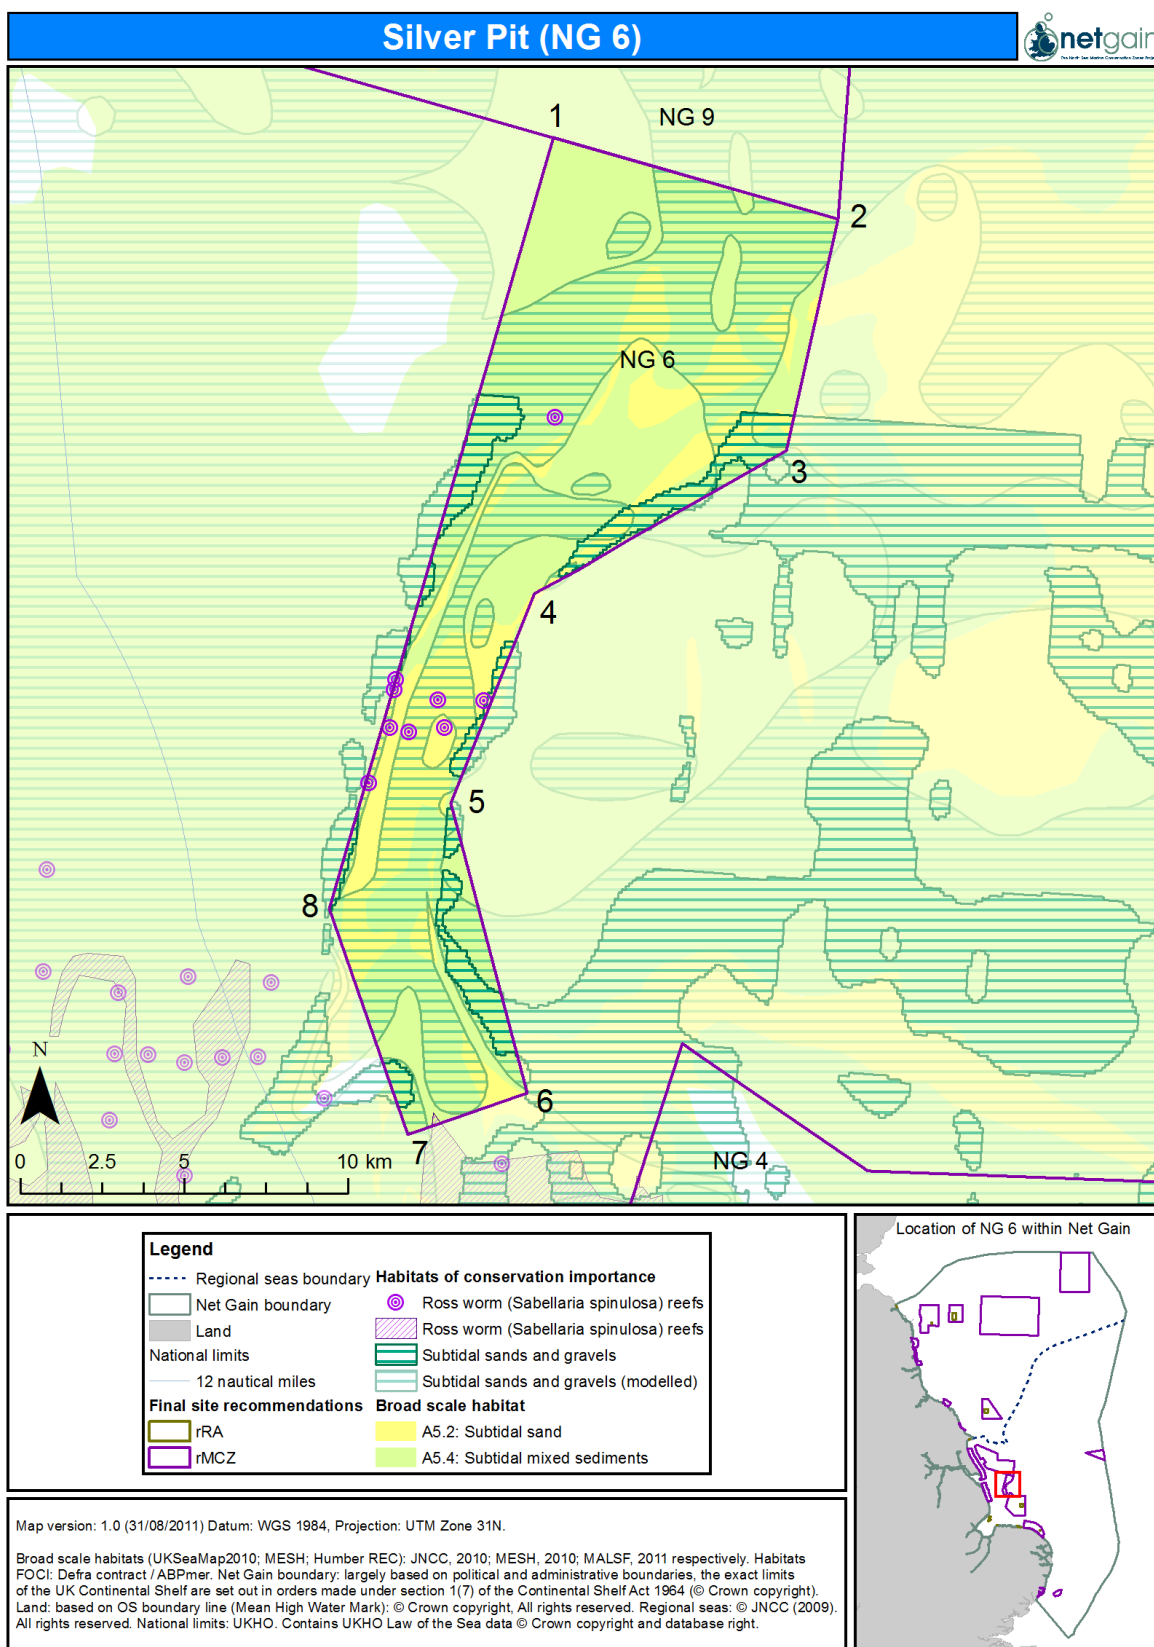 Silver Pit (NG 6)
netgain
The North Sea Marine Conservation Zones Project
1
NG 9
2
NG 6
3
4
5
8
N
6
7
NG 4
0 2.5 5 10 km
Legend
Regional seas boundary
Net Gain boundary
Land
National limits
12 nautical miles
Final site recommendations
rRA
rMCZ
Habitats of conservation importance
Ross worm (Sabellaria spinulosa) reefs
Ross worm (Sabellaria spinulosa) reefs
Subtidal sands and gravels
Subtidal sands and gravels (modelled)
Broad scale habitat
A5.2: Subtidal sand
A5.4: Subtidal mixed sediments
Location of NG 6 within Net Gain
Map version: 1.0 (31/08/2011) Datum: WGS 1984, Projection: UTM Zone 31N.
Broad scale habitats (UKSeaMap2010; MESH; Humber REC): JNCC, 2010; MESH, 2010; MALSF, 2011 respectively. Habitats
FOCI: Defra contract / ABPmer. Net Gain boundary: largely based on political and administrative boundaries, the exact limits
of the UK Continental Shelf are set out in orders made under section 1(7) of the Continental Shelf Act 1964 (© Crown copyright).
Land: based on OS boundary line (Mean High Water Mark): © Crown copyright, All rights reserved. Regional seas: © JNCC (2009).
All rights reserved. National limits: UKHO. Contains UKHO Law of the Sea data © Crown copyright and database right.